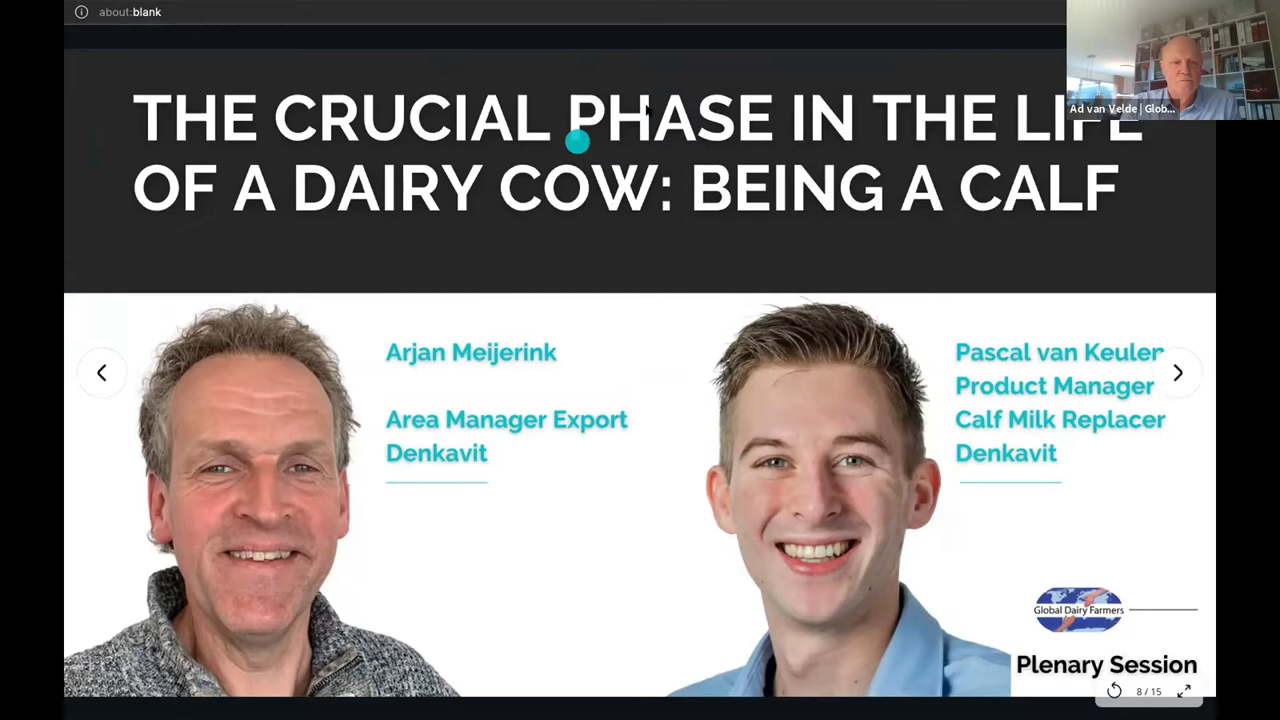 about:blank
THE CRUCIAL PHASE IN THE LIFE
OF A DAIRY COW: BEING A CALF
Ad van Velde | Glob...
Arjan Meijerink
Area Manager Export
Denkavit
Pascal van Keulen
Product Manager
Calf Milk Replacer
Denkavit
Global Dairy Farmers
Plenary Session
8 / 15